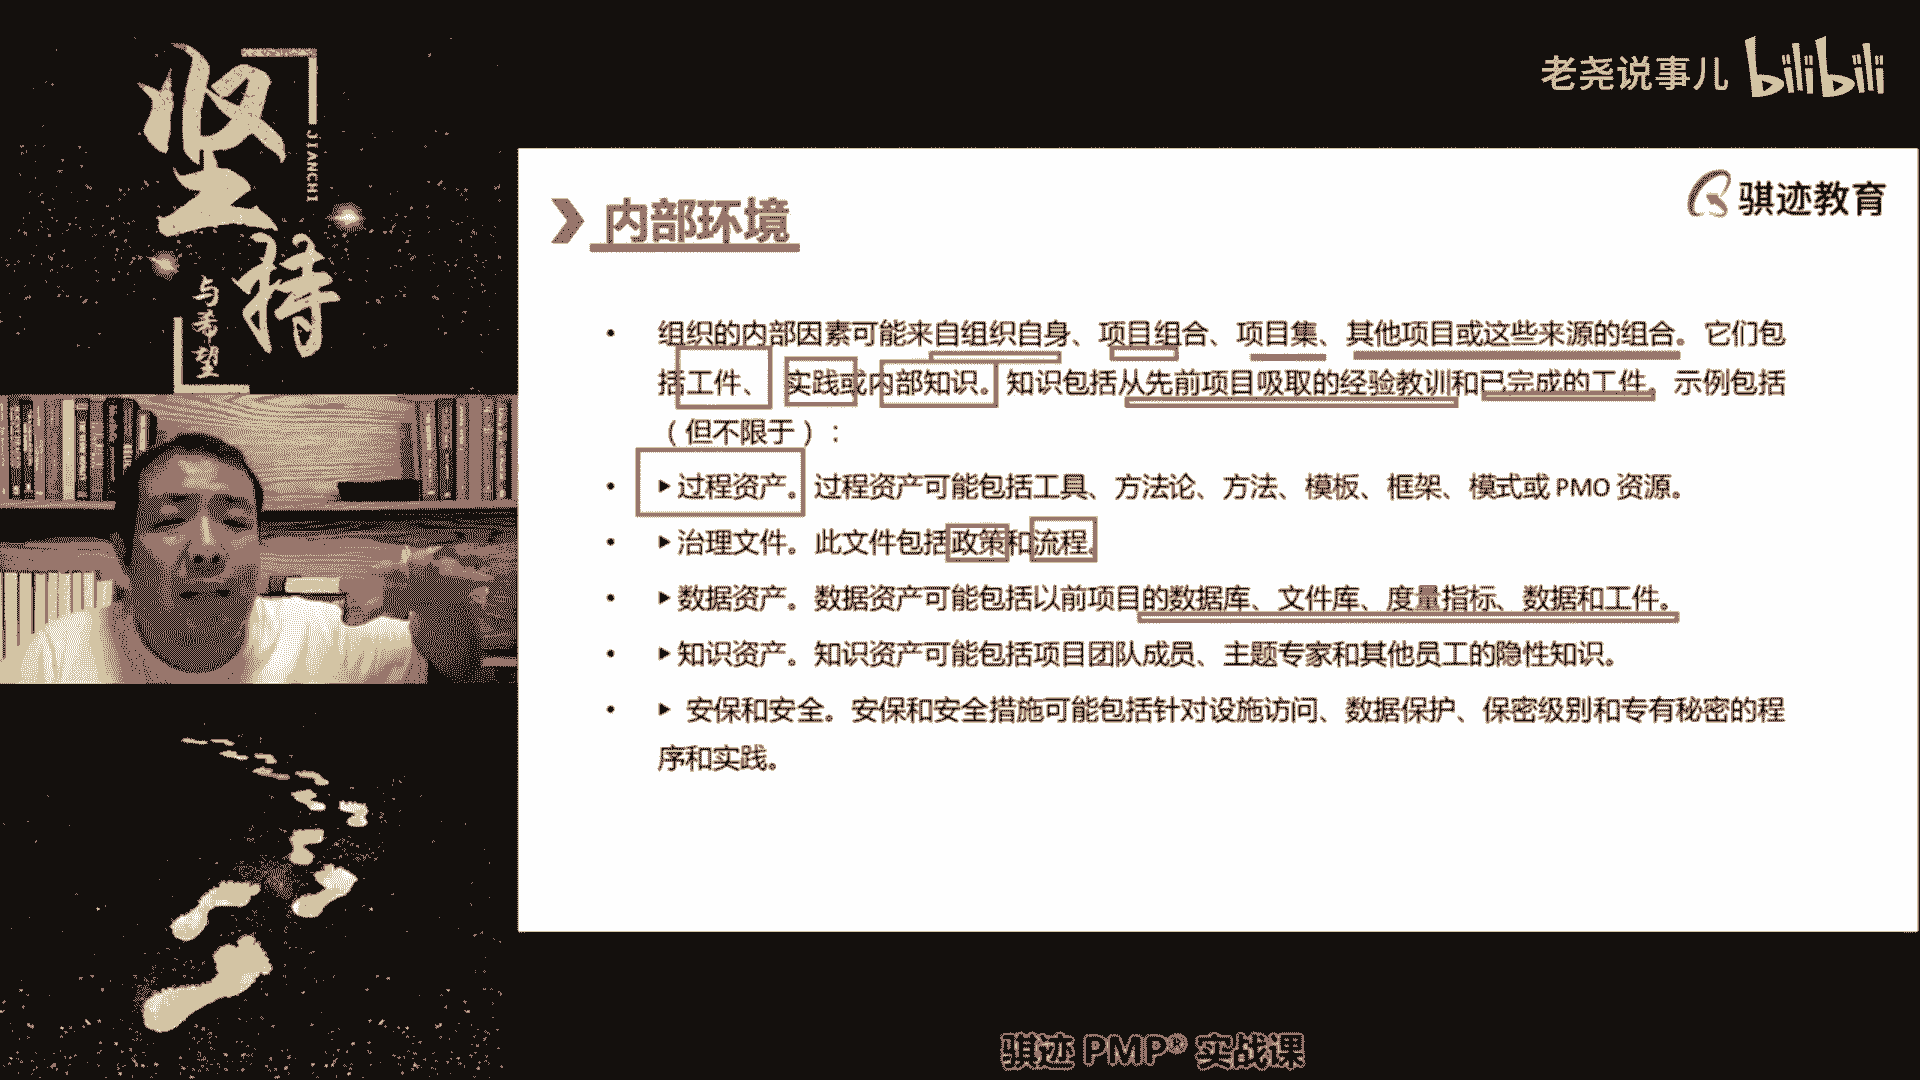 坚持
JIANCHI
与希望
老尧说事儿 bilibili
骐迹教育
内部环境
• 组织的内部因素可能来自组织自身、项目组合、项目集、其他项目或这些来源的组合。它们包
括工件、实践或内部知识。知识包括从先前项目吸取的经验教训和已完成的工件。示例包括
（但不限于）：
• ▸过程资产。过程资产可能包括工具、方法论、方法、模板、框架、模式或 PMO 资源。
• ▸治理文件。此文件包括政策和流程。
• ▸数据资产。数据资产可能包括以前项目的数据库、文件库、度量指标、数据和工件。
• ▸知识资产。知识资产可能包括项目团队成员、主题专家和其他员工的隐性知识。
• ▸ 安保和安全。安保和安全措施可能包括针对设施访问、数据保护、保密级别和专有秘密的程
序和实践。
骐迹 PMP® 实战课